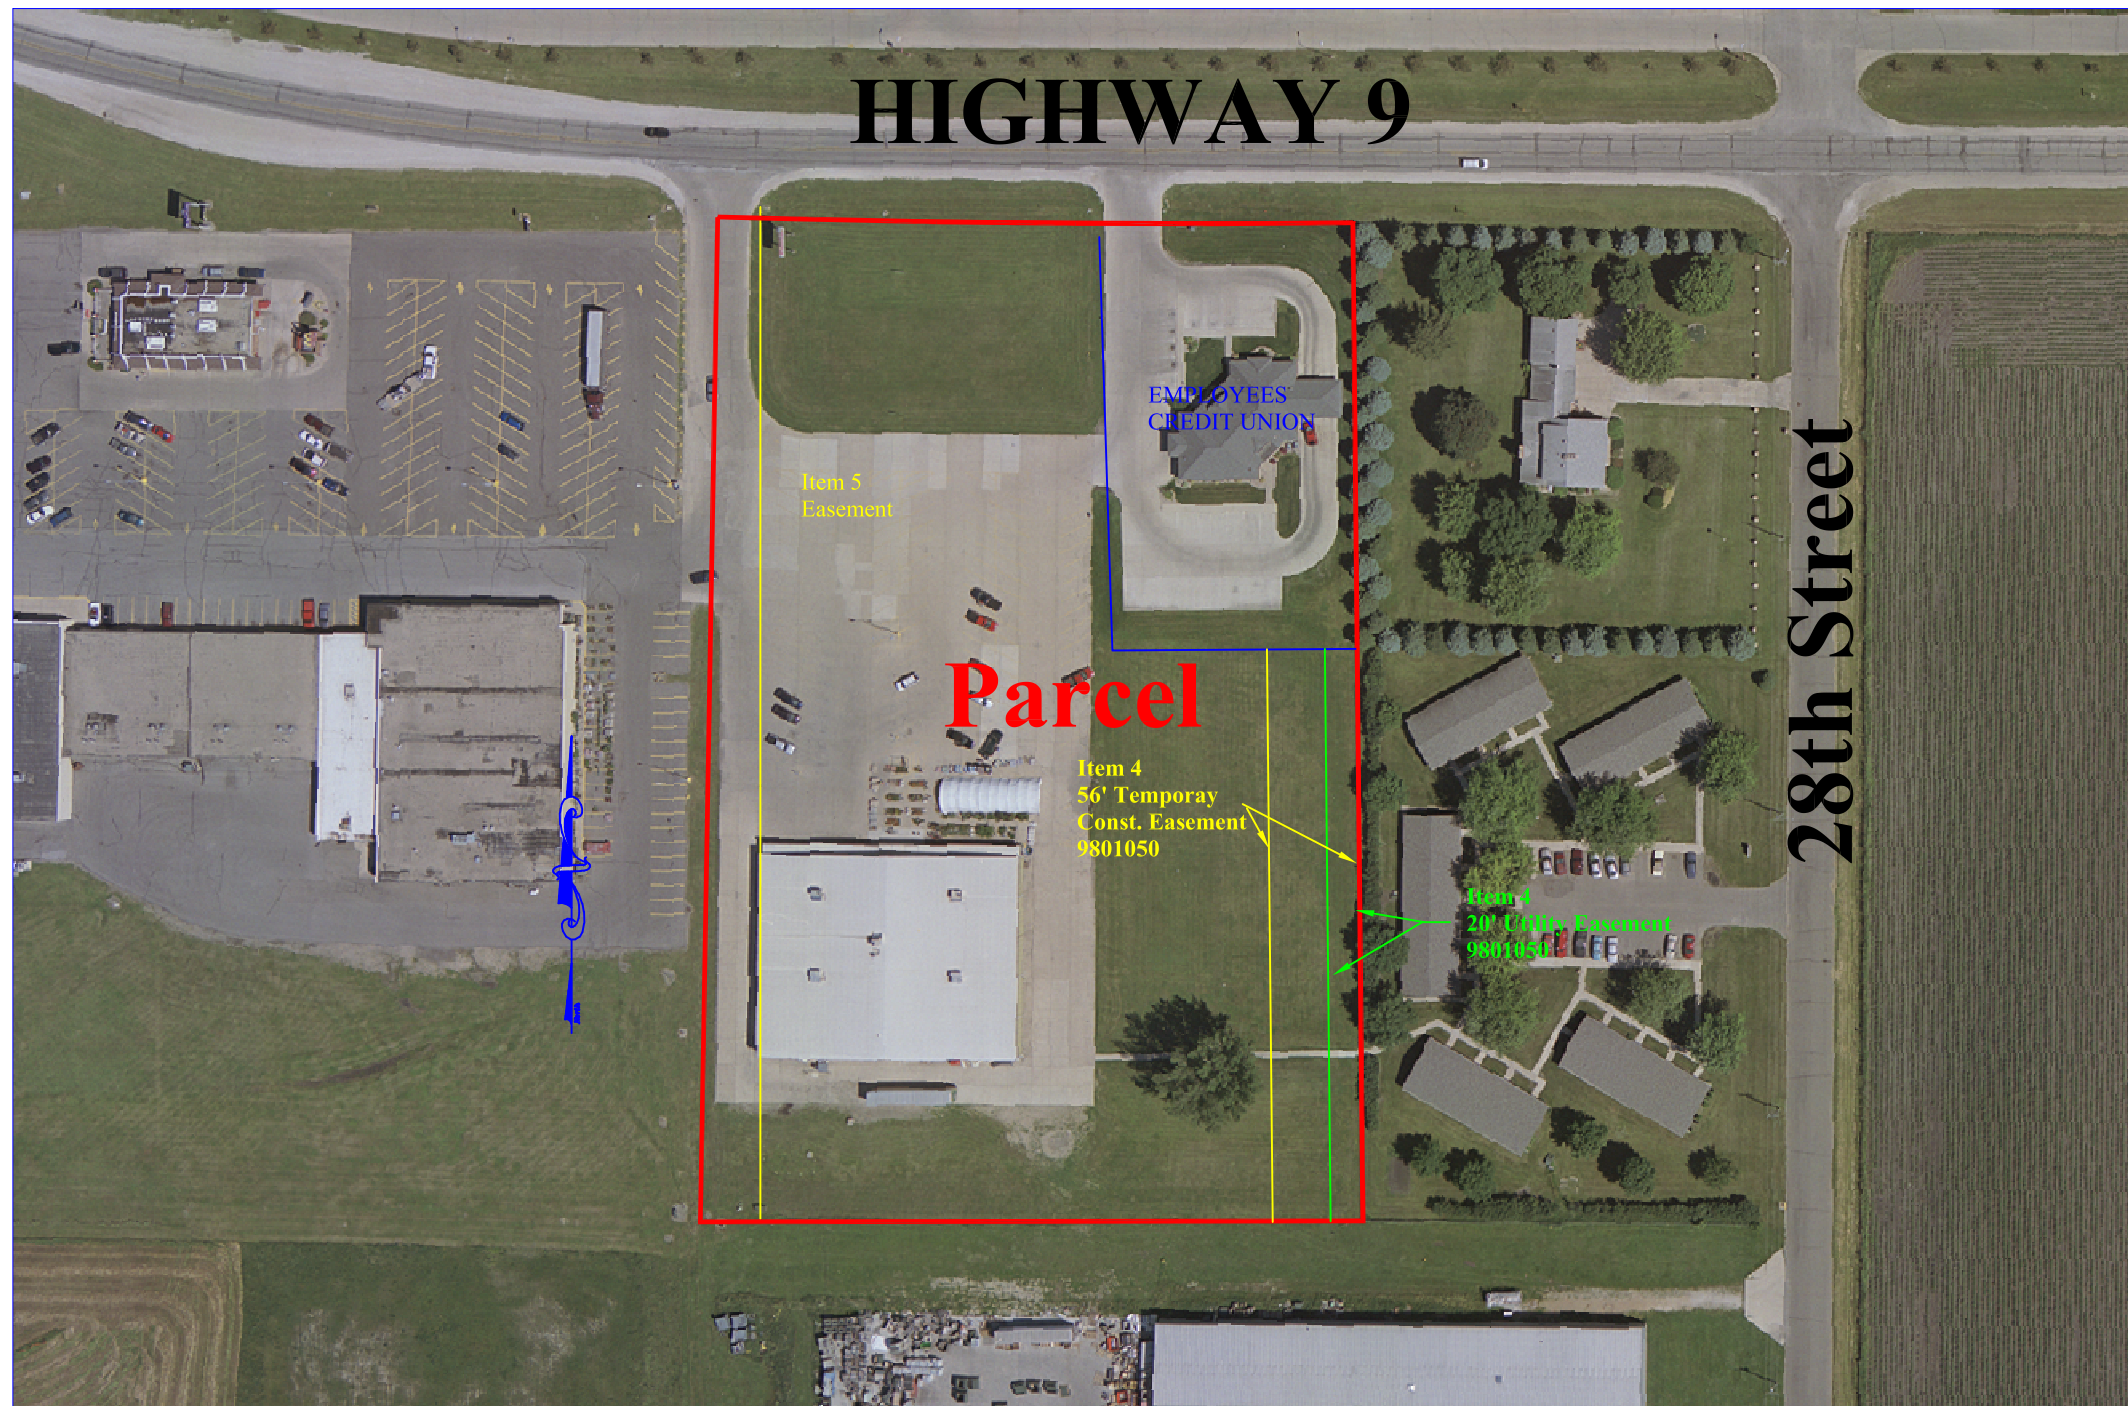 HIGHWAY 9
EMPLOYEES'
CREDIT UNION
Item 5
Easement
28th Street
Parcel
Item 4
56' Temporay
Const. Easement
9801050
Item 4
20' Utility Easement
9801050
North